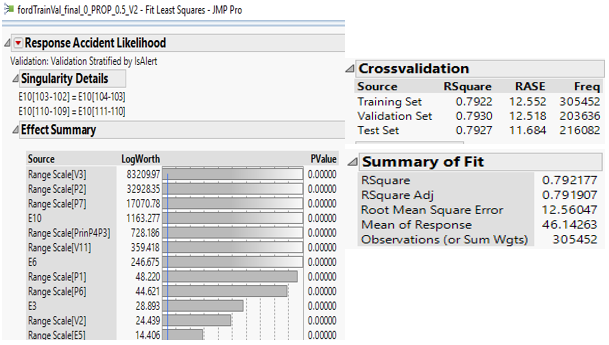 fordTrainVal_final_0_PROP_0.5_V2 - Fit Least Squares - JMP Pro
Response Accident Likelihood
Validation: Validation Stratified by IsAlert
Singularity Details
E10[103-102] = E10[104-103]
E10[110-109] = E10[111-110]
Effect Summary
Source LogWorth PValue
Range Scale[V3] 83209.97 0.00000
Range Scale[P2] 32928.35 0.00000
Range Scale[P7] 17070.78 0.00000
E10 1163.277 0.00000
Range Scale[PrinP4P3] 728.186 0.00000
Range Scale[V11] 359.418 0.00000
E6 246.675 0.00000
Range Scale[P1] 48.220 0.00000
Range Scale[P6] 44.621 0.00000
E3 28.893 0.00000
Range Scale[V2] 24.439 0.00000
Range Scale[E5] 14.406 0.00000
Crossvalidation
Source RSquare RASE Freq
Training Set 0.7922 12.552 305452
Validation Set 0.7930 12.518 203636
Test Set 0.7927 11.684 216082
Summary of Fit
RSquare 0.792177
RSquare Adj 0.791907
Root Mean Square Error 12.56047
Mean of Response 46.14263
Observations (or Sum Wgts) 305452